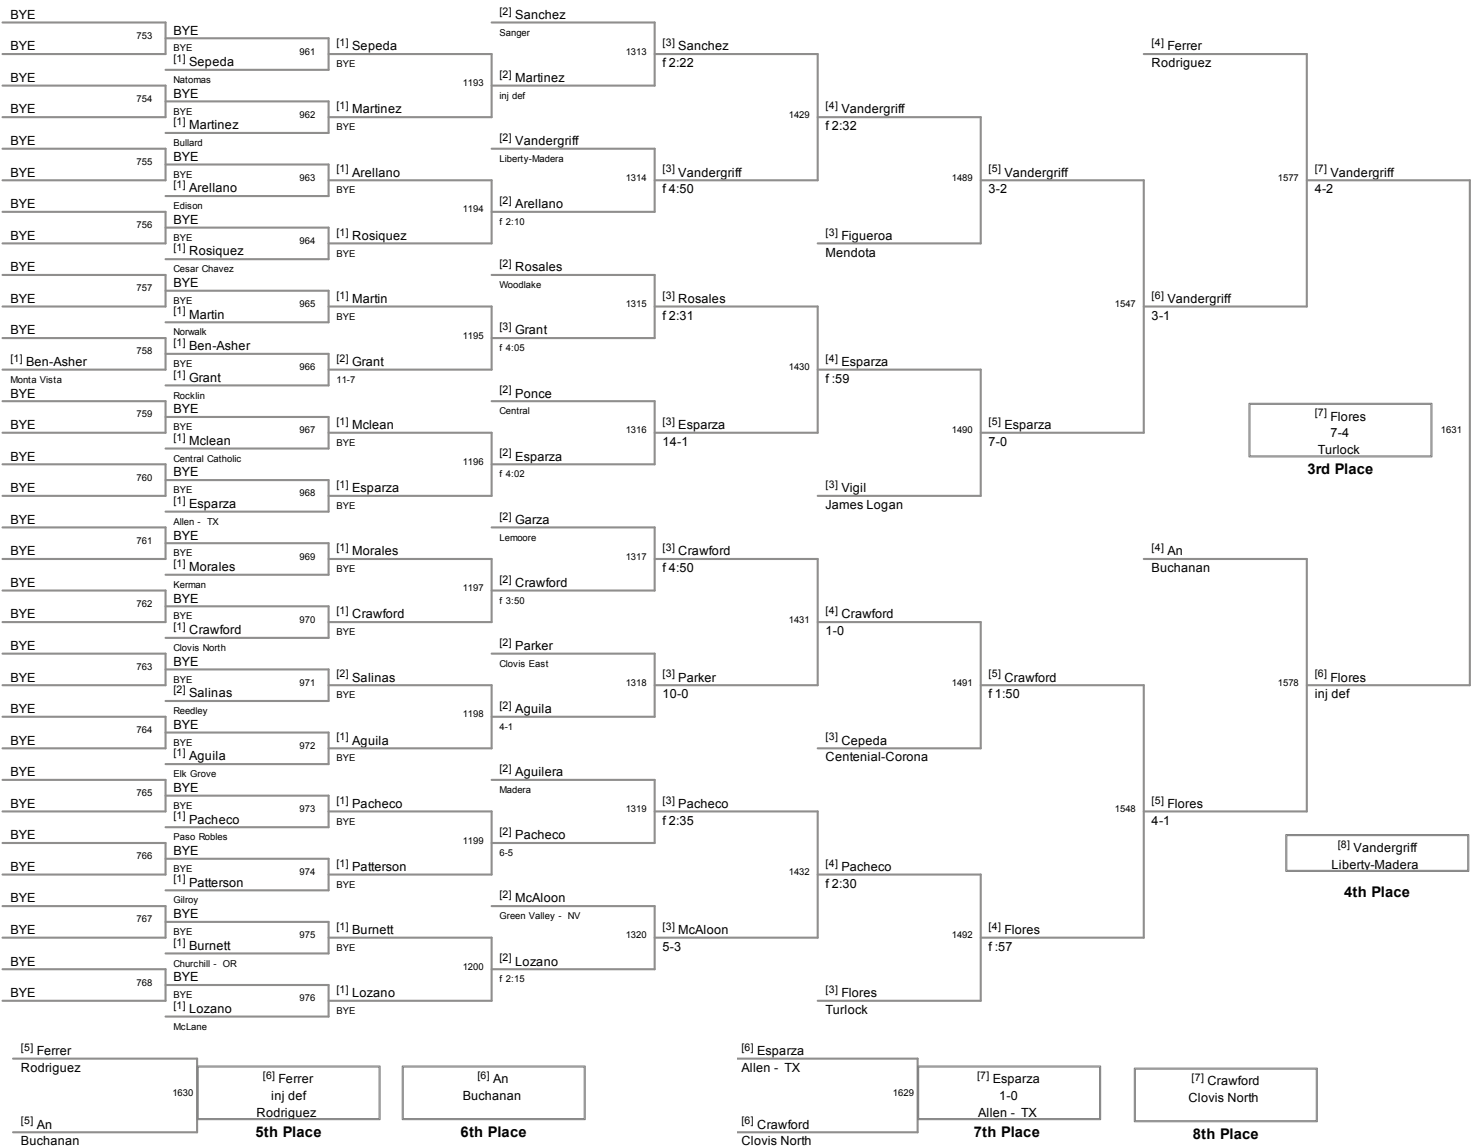 BYE
753
BYE
BYE
BYE
[1] Sepeda
Natomas
961
BYE
754
BYE
BYE
BYE
[1] Martinez
Bullard
962
BYE
755
BYE
BYE
BYE
[1] Arellano
Edison
963
BYE
756
BYE
BYE
BYE
[1] Rosiquez
Cesar Chavez
964
BYE
757
BYE
BYE
BYE
[1] Martin
Norwalk
965
BYE
758
[1] Ben-Asher
Monta Vista
[1] Ben-Asher
BYE
[1] Grant
Rocklin
966
BYE
759
BYE
BYE
BYE
[1] Mclean
Central Catholic
967
BYE
760
BYE
BYE
BYE
[1] Esparza
Allen - TX
968
BYE
761
BYE
BYE
BYE
[1] Morales
Kerman
969
BYE
762
BYE
BYE
BYE
[1] Crawford
Clovis North
970
BYE
763
BYE
BYE
BYE
[2] Salinas
Reedley
971
BYE
764
BYE
BYE
BYE
[1] Aguila
Elk Grove
972
BYE
765
BYE
BYE
BYE
[1] Pacheco
Paso Robles
973
BYE
766
BYE
BYE
BYE
[1] Patterson
Gilroy
974
BYE
767
BYE
BYE
BYE
[1] Burnett
Churchill - OR
975
BYE
768
BYE
BYE
BYE
[1] Lozano
McLane
976
[1] Sepeda
BYE
1193
[1] Martinez
BYE
[1] Arellano
BYE
1194
[1] Rosiquez
BYE
[1] Martin
BYE
1195
[2] Grant
11-7
[1] Mclean
BYE
1196
[1] Esparza
BYE
[1] Morales
BYE
1197
[1] Crawford
BYE
[2] Salinas
BYE
1198
[1] Aguila
BYE
[1] Pacheco
BYE
1199
[1] Patterson
BYE
[1] Burnett
BYE
1200
[1] Lozano
BYE
[2] Sanchez
Sanger
1313
[2] Martinez
inj def
[2] Vandergriff
Liberty-Madera
1314
[2] Arellano
f 2:10
[2] Rosales
Woodlake
1315
[3] Grant
f 4:05
[2] Ponce
Central
1316
[2] Esparza
f 4:02
[2] Garza
Lemoore
1317
[2] Crawford
f 3:50
[2] Parker
Clovis East
1318
[2] Aguila
4-1
[2] Aguilera
Madera
1319
[2] Pacheco
6-5
[2] McAloon
Green Valley - NV
1320
[2] Lozano
f 2:15
[3] Sanchez
f 2:22
1429
[3] Vandergriff
f 4:50
[3] Rosales
f 2:31
1430
[3] Esparza
14-1
[3] Crawford
f 4:50
1431
[3] Parker
10-0
[3] Pacheco
f 2:35
1432
[3] McAloon
5-3
[4] Vandergriff
f 2:32
1489
[3] Figueroa
Mendota
[4] Esparza
f :59
1490
[3] Vigil
James Logan
[4] Crawford
1-0
1491
[3] Cepeda
Centenial-Corona
[4] Pacheco
f 2:30
1492
[3] Flores
Turlock
[5] Vandergriff
3-2
1547
[5] Esparza
7-0
[5] Crawford
f 1:50
1548
[4] Flores
f :57
[4] Ferrer
Rodriguez
1577
[6] Vandergriff
3-1
[4] An
Buchanan
1578
[5] Flores
4-1
[7] Vandergriff
4-2
1631
[6] Flores
inj def
[7] Flores
7-4
Turlock
3rd Place
[8] Vandergriff
Liberty-Madera
4th Place
[5] Ferrer
Rodriguez
1630
[5] An
Buchanan
[6] Ferrer
inj def
Rodriguez
5th Place
[6] An
Buchanan
6th Place
[6] Esparza
Allen - TX
1629
[6] Crawford
Clovis North
[7] Esparza
1-0
Allen - TX
7th Place
[7] Crawford
Clovis North
8th Place